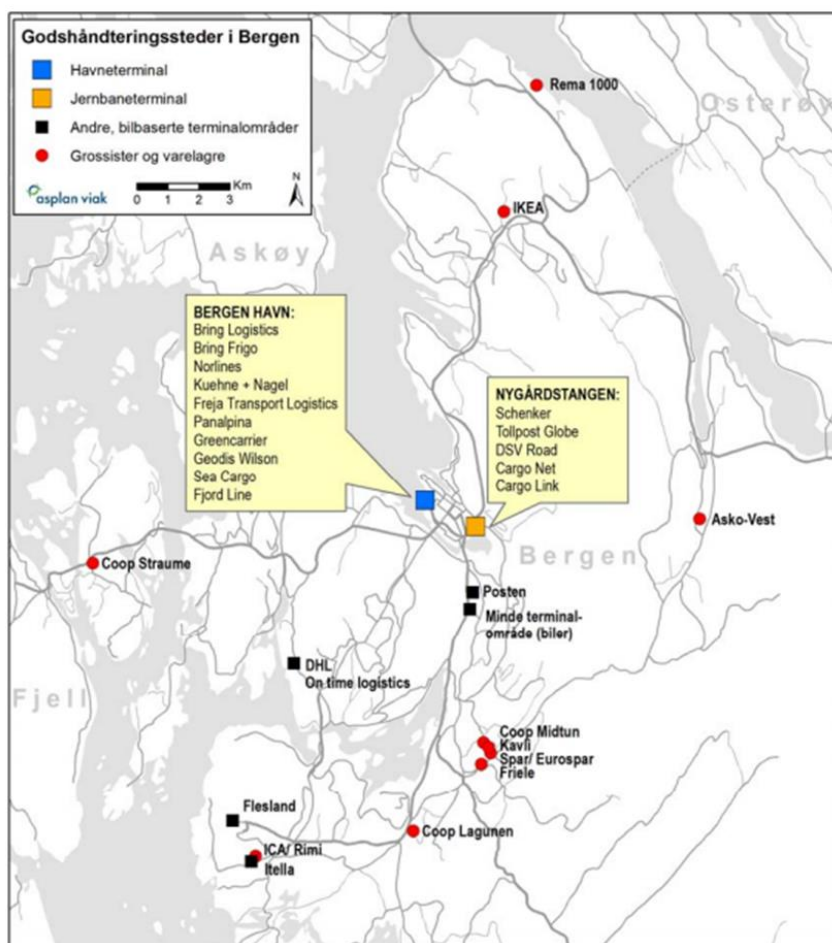 Godshåndteringssteder i Bergen
Havneterminal
Jernbaneterminal
Andre, bilbaserte terminalområder
Grossister og varelagre
asplan viak
0 1 2 3 Km
N
Rema 1000
Osterøy
IKEA
Askøy
BERGEN HAVN:
Bring Logistics
Bring Frigo
Norlines
Kuehne + Nagel
Freja Transport Logistics
Panalpina
Greencarrier
Geodis Wilson
Sea Cargo
Fjord Line
NYGÅRDSTANGEN:
Schenker
Tollpost Globe
DSV Road
Cargo Net
Cargo Link
Asko-Vest
Bergen
Coop Straume
Posten
Minde terminal-
område (biler)
DHL
On time logistics
Fjell
Coop Midtun
Kavli
Spar/ Eurospar
Friele
Flesland
Coop Lagunen
ICA/ Rimi
Itella